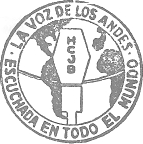 · LA VOZ DE LOS ANDES ·
ESCUCHADA EN TODO EL MUNDO
HCJB